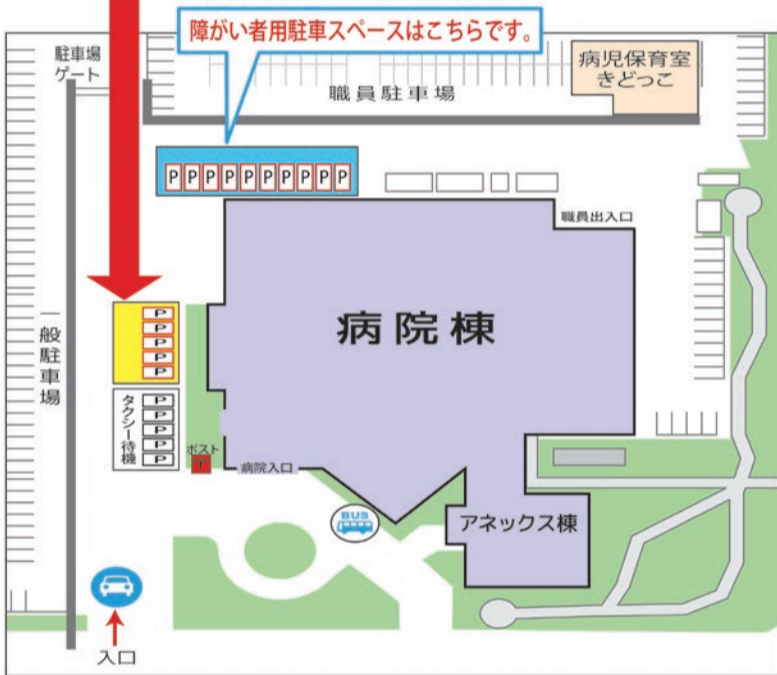 障がい者用駐車スペースはこちらです。
駐車場
ゲート
職員駐車場
病児保育室
きどっこ
P P P P P P P P P P
職員出入口
病院棟
一般駐車場
P
P
P
P
P
タクシー待機
P
P
P
P
P
ポスト
〒
病院入口
BUS
アネックス棟
入口